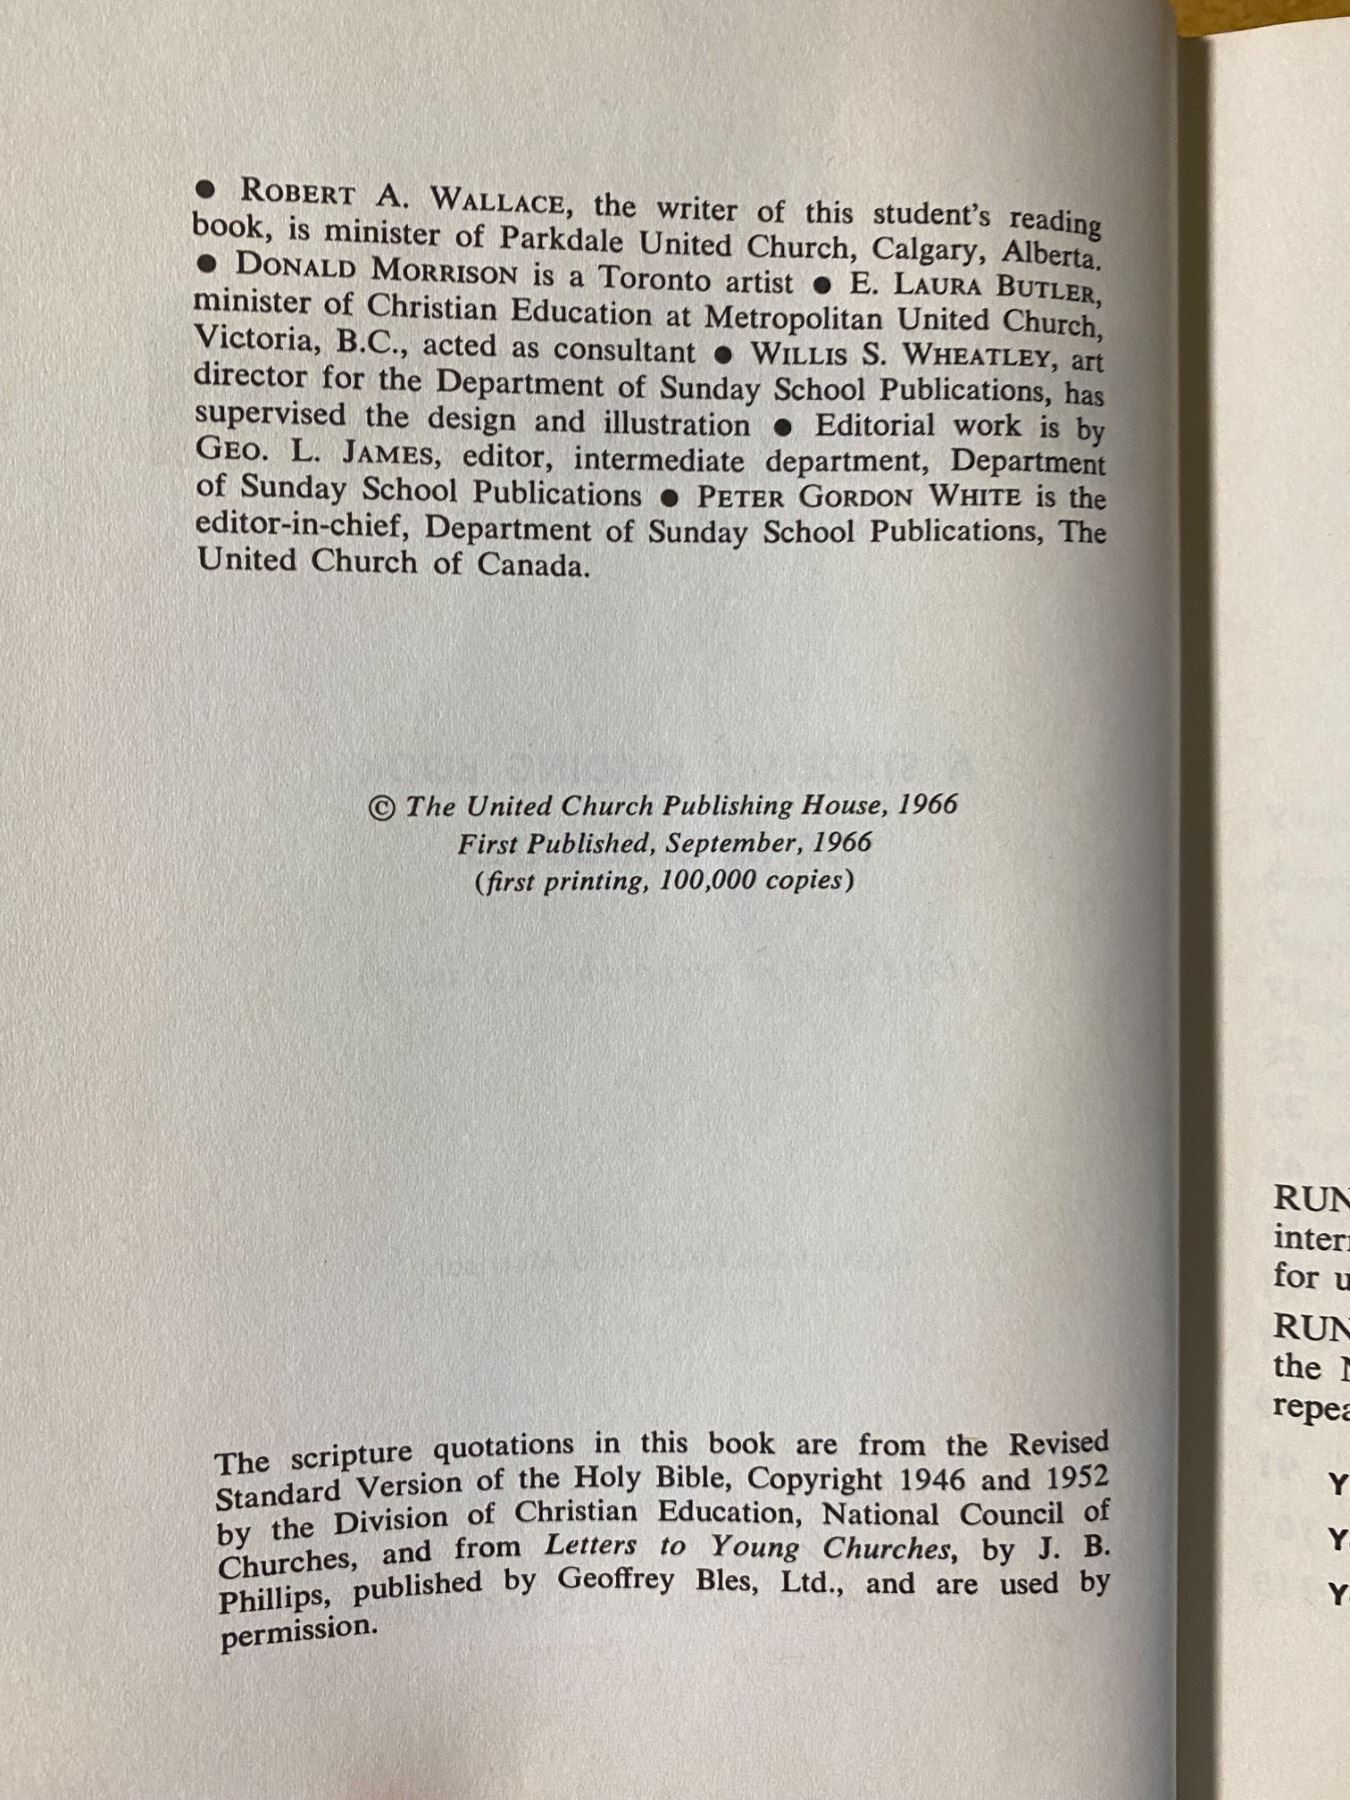 ● ROBERT A. WALLACE, the writer of this student's reading
book, is minister of Parkdale United Church, Calgary, Alberta.
● DONALD MORRISON is a Toronto artist ● E. LAURA BUTLER,
minister of Christian Education at Metropolitan United Church,
Victoria, B.C., acted as consultant ● WILLIS S. WHEATLEY, art
director for the Department of Sunday School Publications, has
supervised the design and illustration ● Editorial work is by
GEO. L. JAMES, editor, intermediate department, Department
of Sunday School Publications ● PETER GORDON WHITE is the
editor-in-chief, Department of Sunday School Publications, The
United Church of Canada.
© The United Church Publishing House, 1966
First Published, September, 1966
(first printing, 100,000 copies)
The scripture quotations in this book are from the Revised
Standard Version of the Holy Bible, Copyright 1946 and 1952
by the Division of Christian Education, National Council of
Churches, and from Letters to Young Churches, by J. B.
Phillips, published by Geoffrey Bles, Ltd., and are used by
permission.
RUN
for
RUN
the